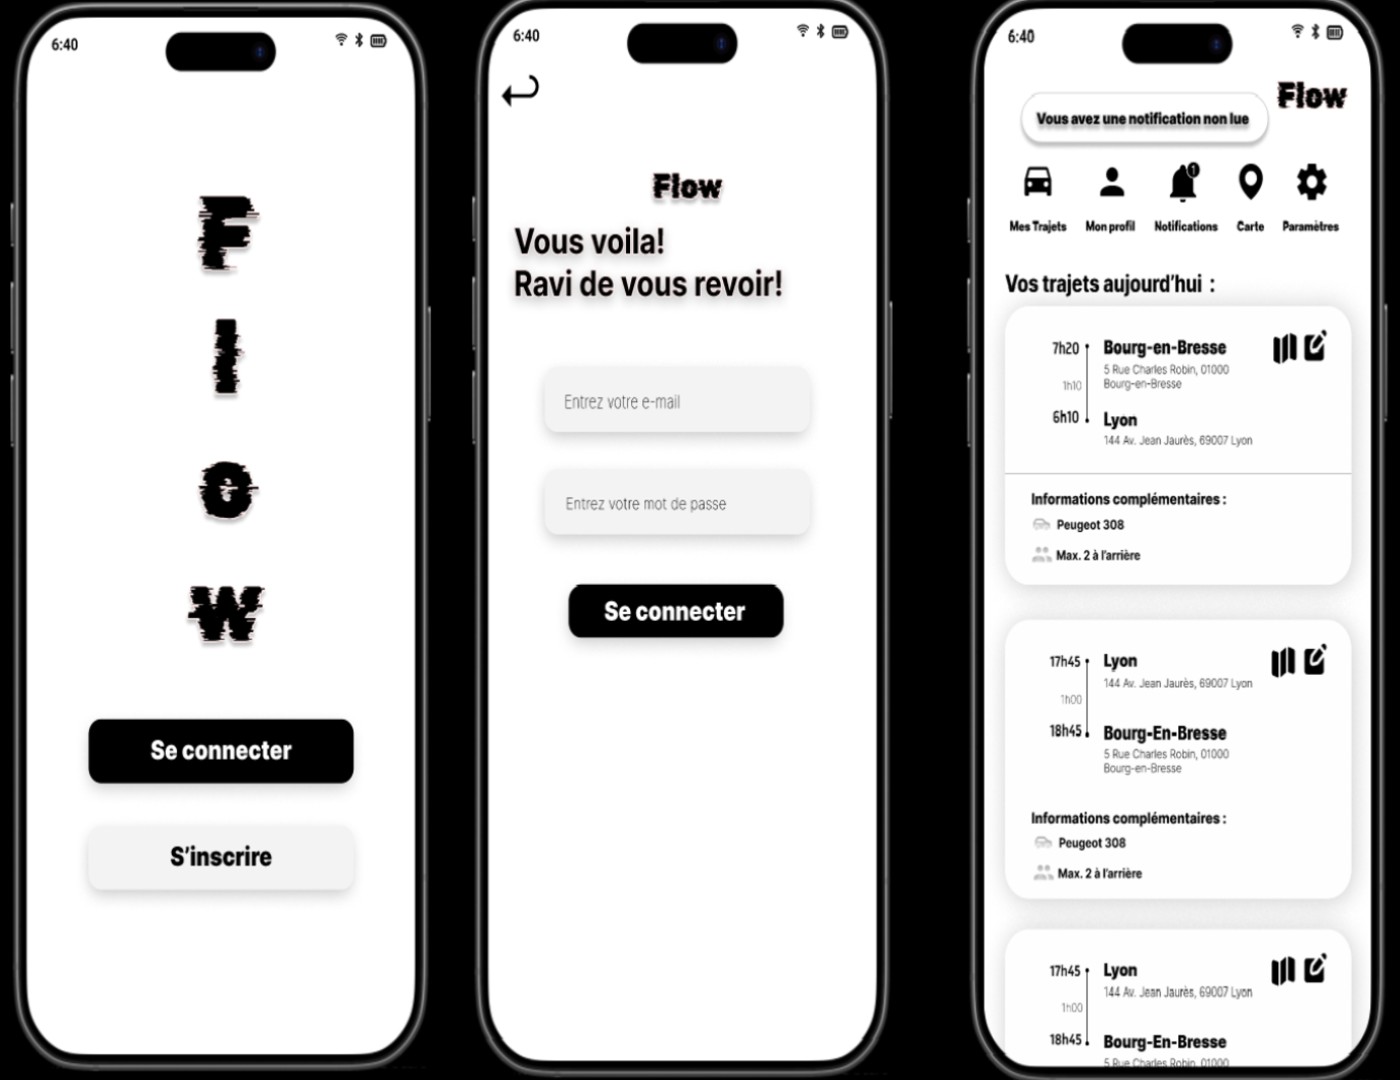 6:40
F
l
o
w
Se connecter
S'inscrire
6:40
Flow
Vous voila!
Ravi de vous revoir!
Entrez votre e-mail
Entrez votre mot de passe
Se connecter
6:40
Flow
Vous avez une notification non lue
1
Mes Trajets Mon profil Notifications Carte Paramètres
Vos trajets aujourd'hui :
7h20 Bourg-en-Bresse
5 Rue Charles Robin, 01000
1h10 Bourg-en-Bresse
6h10 Lyon
144 Av. Jean Jaurès, 69007 Lyon
Informations complémentaires :
Peugeot 308
Max. 2 à l'arrière
17h45 Lyon
144 Av. Jean Jaurès, 69007 Lyon
1h00
18h45 Bourg-En-Bresse
5 Rue Charles Robin, 01000
Bourg-en-Bresse
Informations complémentaires :
Peugeot 308
Max. 2 à l'arrière
17h45 Lyon
144 Av. Jean Jaurès, 69007 Lyon
1h00
18h45 Bourg-En-Bresse
5 Rue Charles Robin, 01000